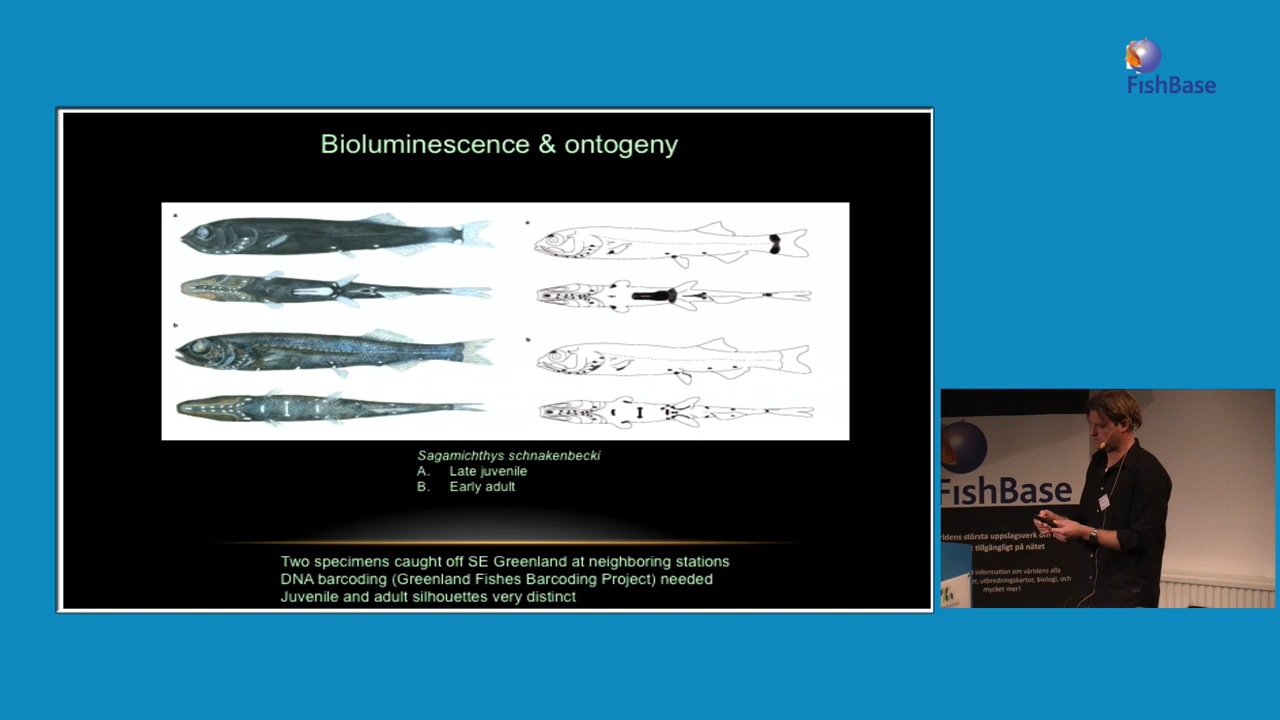 FishBase
Bioluminescence & ontogeny
a
a
b
b
Sagamichthys schnakenbecki
A. Late juvenile
B. Early adult
Two specimens caught off SE Greenland at neighboring stations
DNA barcoding (Greenland Fishes Barcoding Project) needed
Juvenile and adult silhouettes very distinct
FishBase
ldens största uppslagsverk om
tillgängligt på nätet
information om världens alla
er, utbredningskartor, biologi, och
mycket mer!